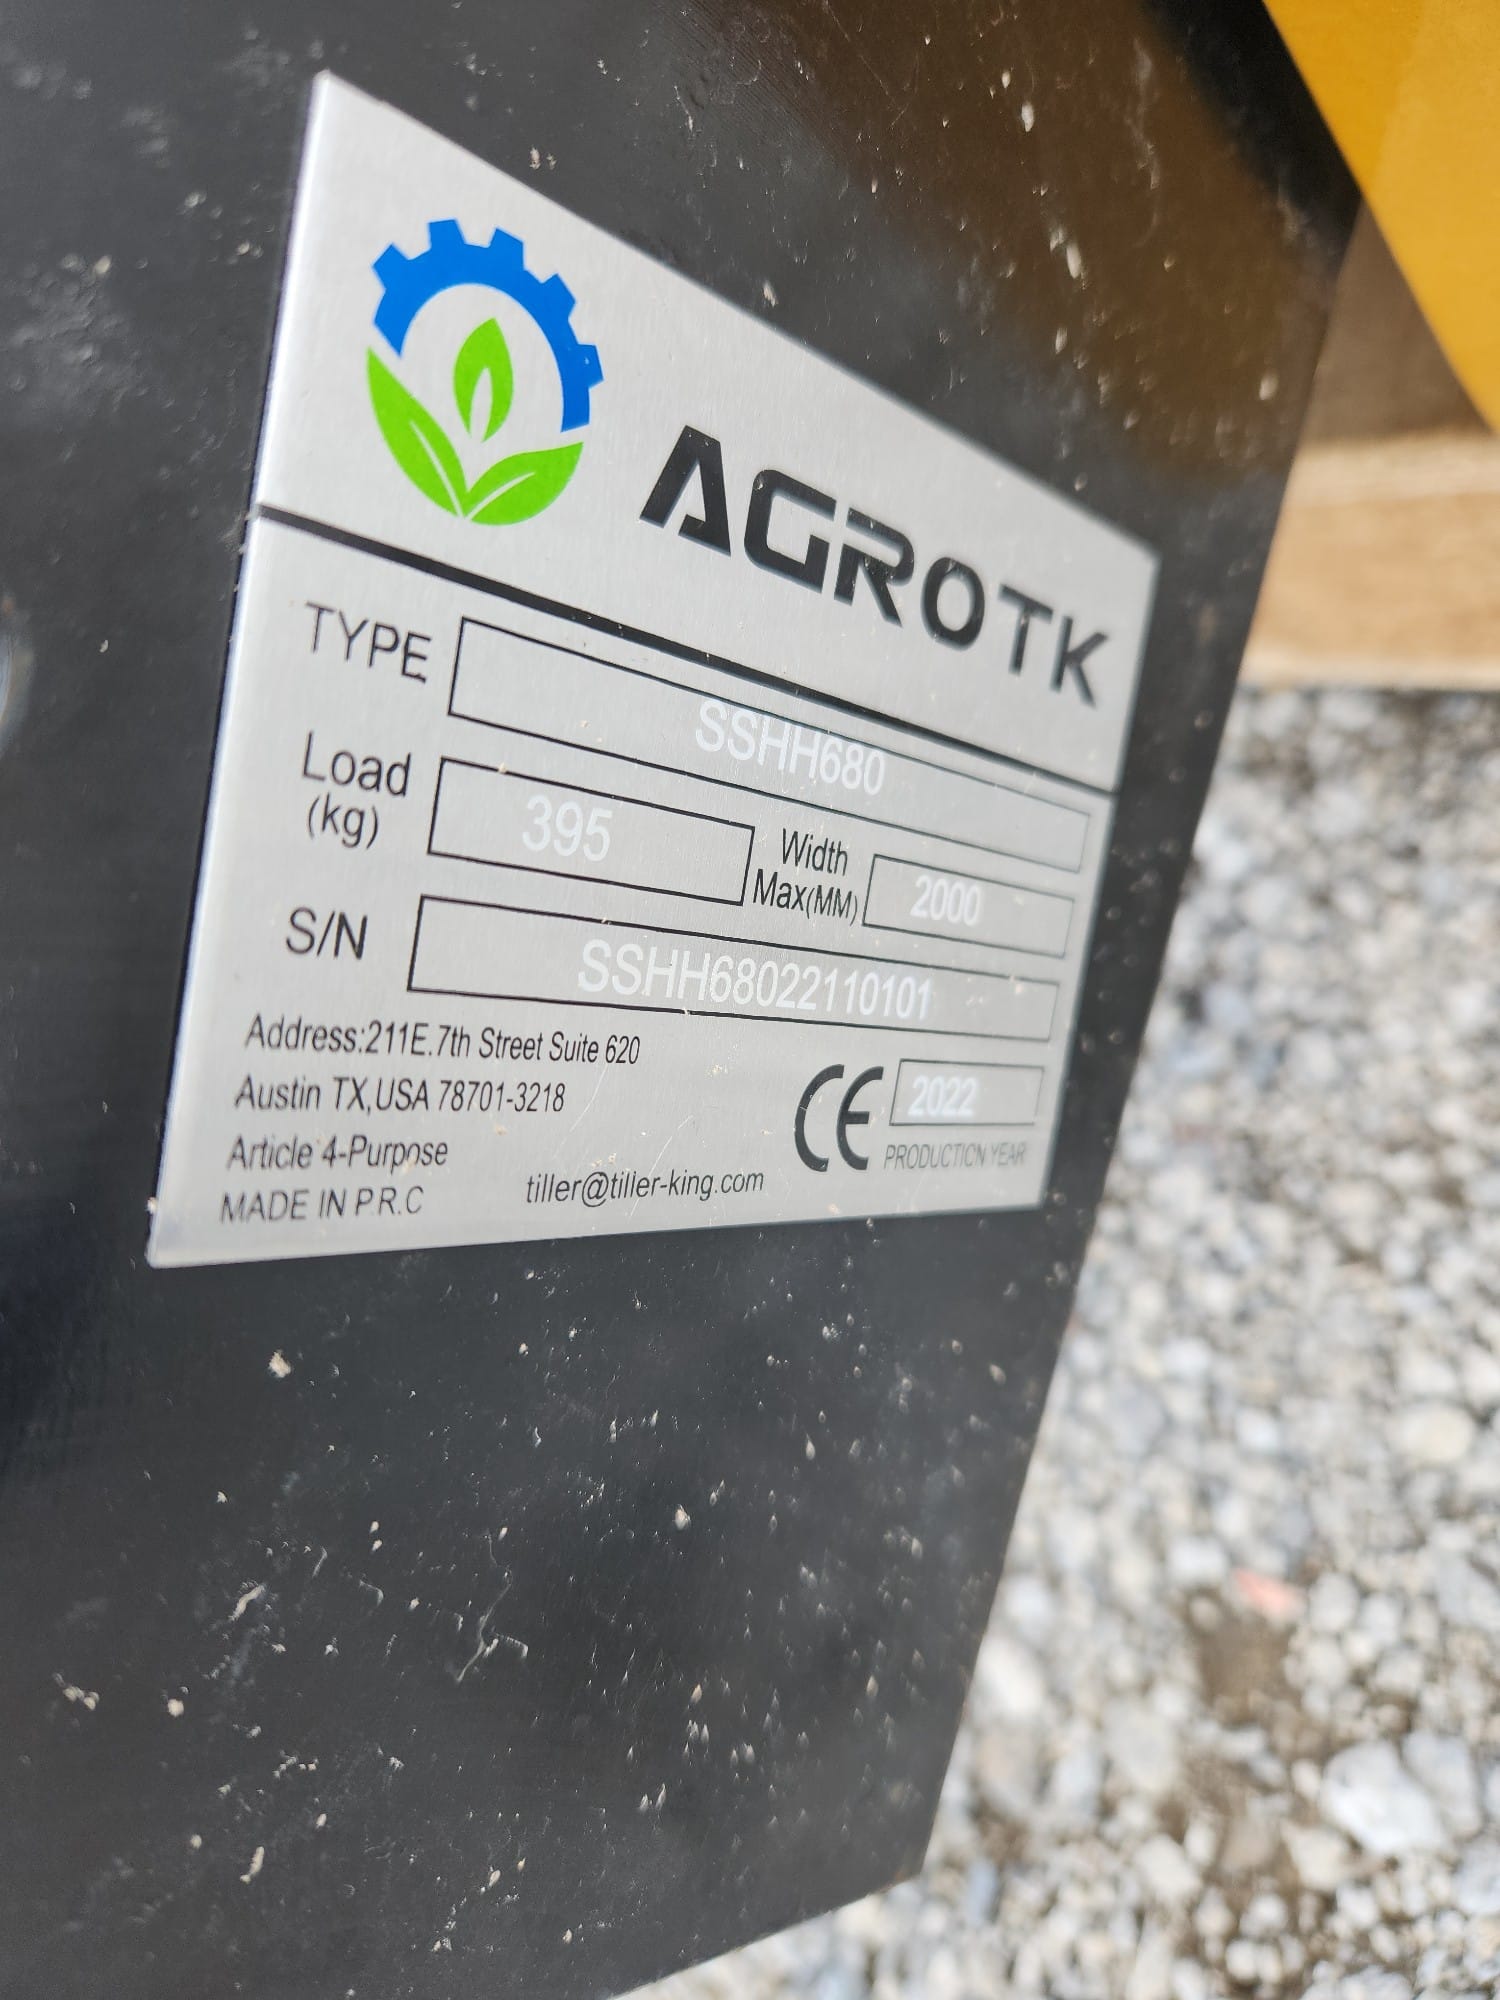 AGROTK
TYPE SSHH680
Load (kg) 395 Width Max(MM) 2000
S/N SSHH68022110101
Address:211E.7th Street Suite 620
Austin TX,USA 78701-3218
Article 4-Purpose
MADE IN P.R.C tiller@tiller-king.com
CE 2022
PRODUCTION YEAR